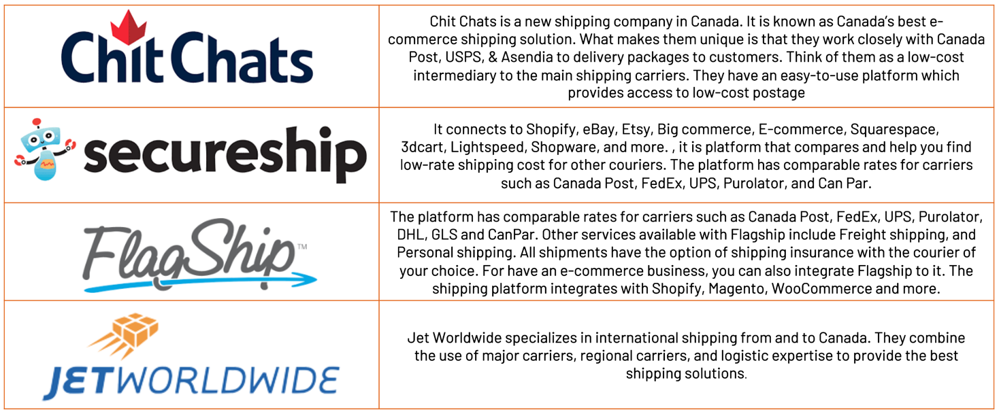 Chit Chats
Chit Chats is a new shipping company in Canada. It is known as Canada’s best e-
commerce shipping solution. What makes them unique is that they work closely with Canada
Post, USPS, & Asendia to delivery packages to customers. Think of them as a low-cost
intermediary to the main shipping carriers. They have an easy-to-use platform which
provides access to low-cost postage
secureship
It connects to Shopify, eBay, Etsy, Big commerce, E-commerce, Squarespace,
3dcart, Lightspeed, Shopware, and more. , it is platform that compares and help you find
low-rate shipping cost for other couriers. The platform has comparable rates for carriers
such as Canada Post, FedEx, UPS, Purolator, and Can Par.
FlagShip™
The platform has comparable rates for carriers such as Canada Post, FedEx, UPS, Purolator,
DHL, GLS and CanPar. Other services available with Flagship include Freight shipping, and
Personal shipping. All shipments have the option of shipping insurance with the courier of
your choice. For have an e-commerce business, you can also integrate Flagship to it. The
shipping platform integrates with Shopify, Magento, WooCommerce and more.
JETWORLDWIDE
Jet Worldwide specializes in international shipping from and to Canada. They combine
the use of major carriers, regional carriers, and logistic expertise to provide the best
shipping solutions.